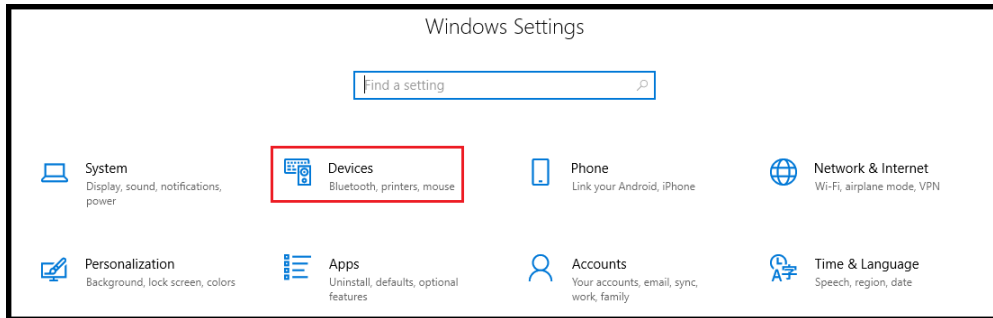 Windows Settings
Find a setting
System
Display, sound, notifications,
power
Devices
Bluetooth, printers, mouse
Phone
Link your Android, iPhone
Network & Internet
Wi-Fi, airplane mode, VPN
Personalization
Background, lock screen, colors
Apps
Uninstall, defaults, optional
features
Accounts
Your accounts, email, sync,
work, family
Time & Language
Speech, region, date